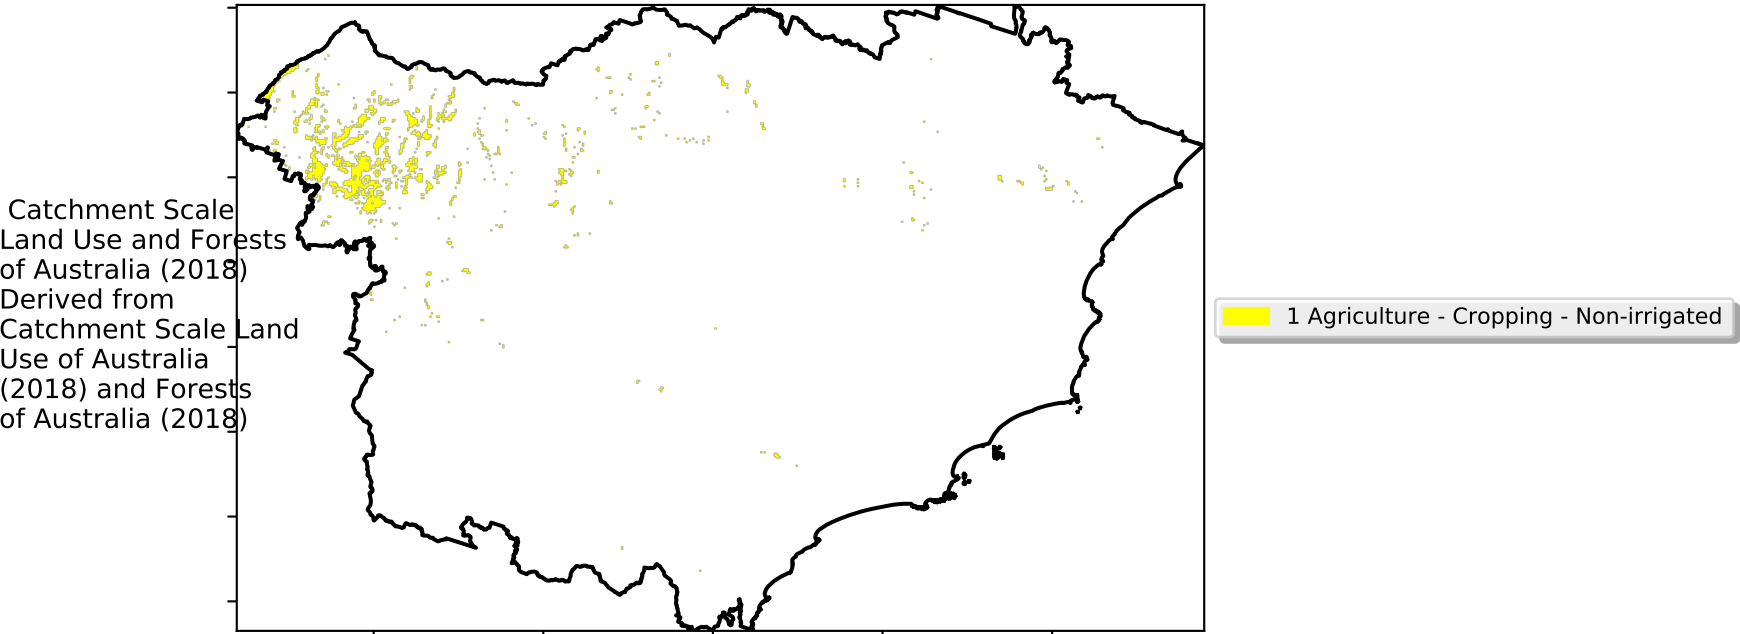 Catchment Scale
Land Use and Forests
of Australia (2018)
Derived from
Catchment Scale Land
Use of Australia
(2018) and Forests
of Australia (2018)
1 Agriculture - Cropping - Non-irrigated